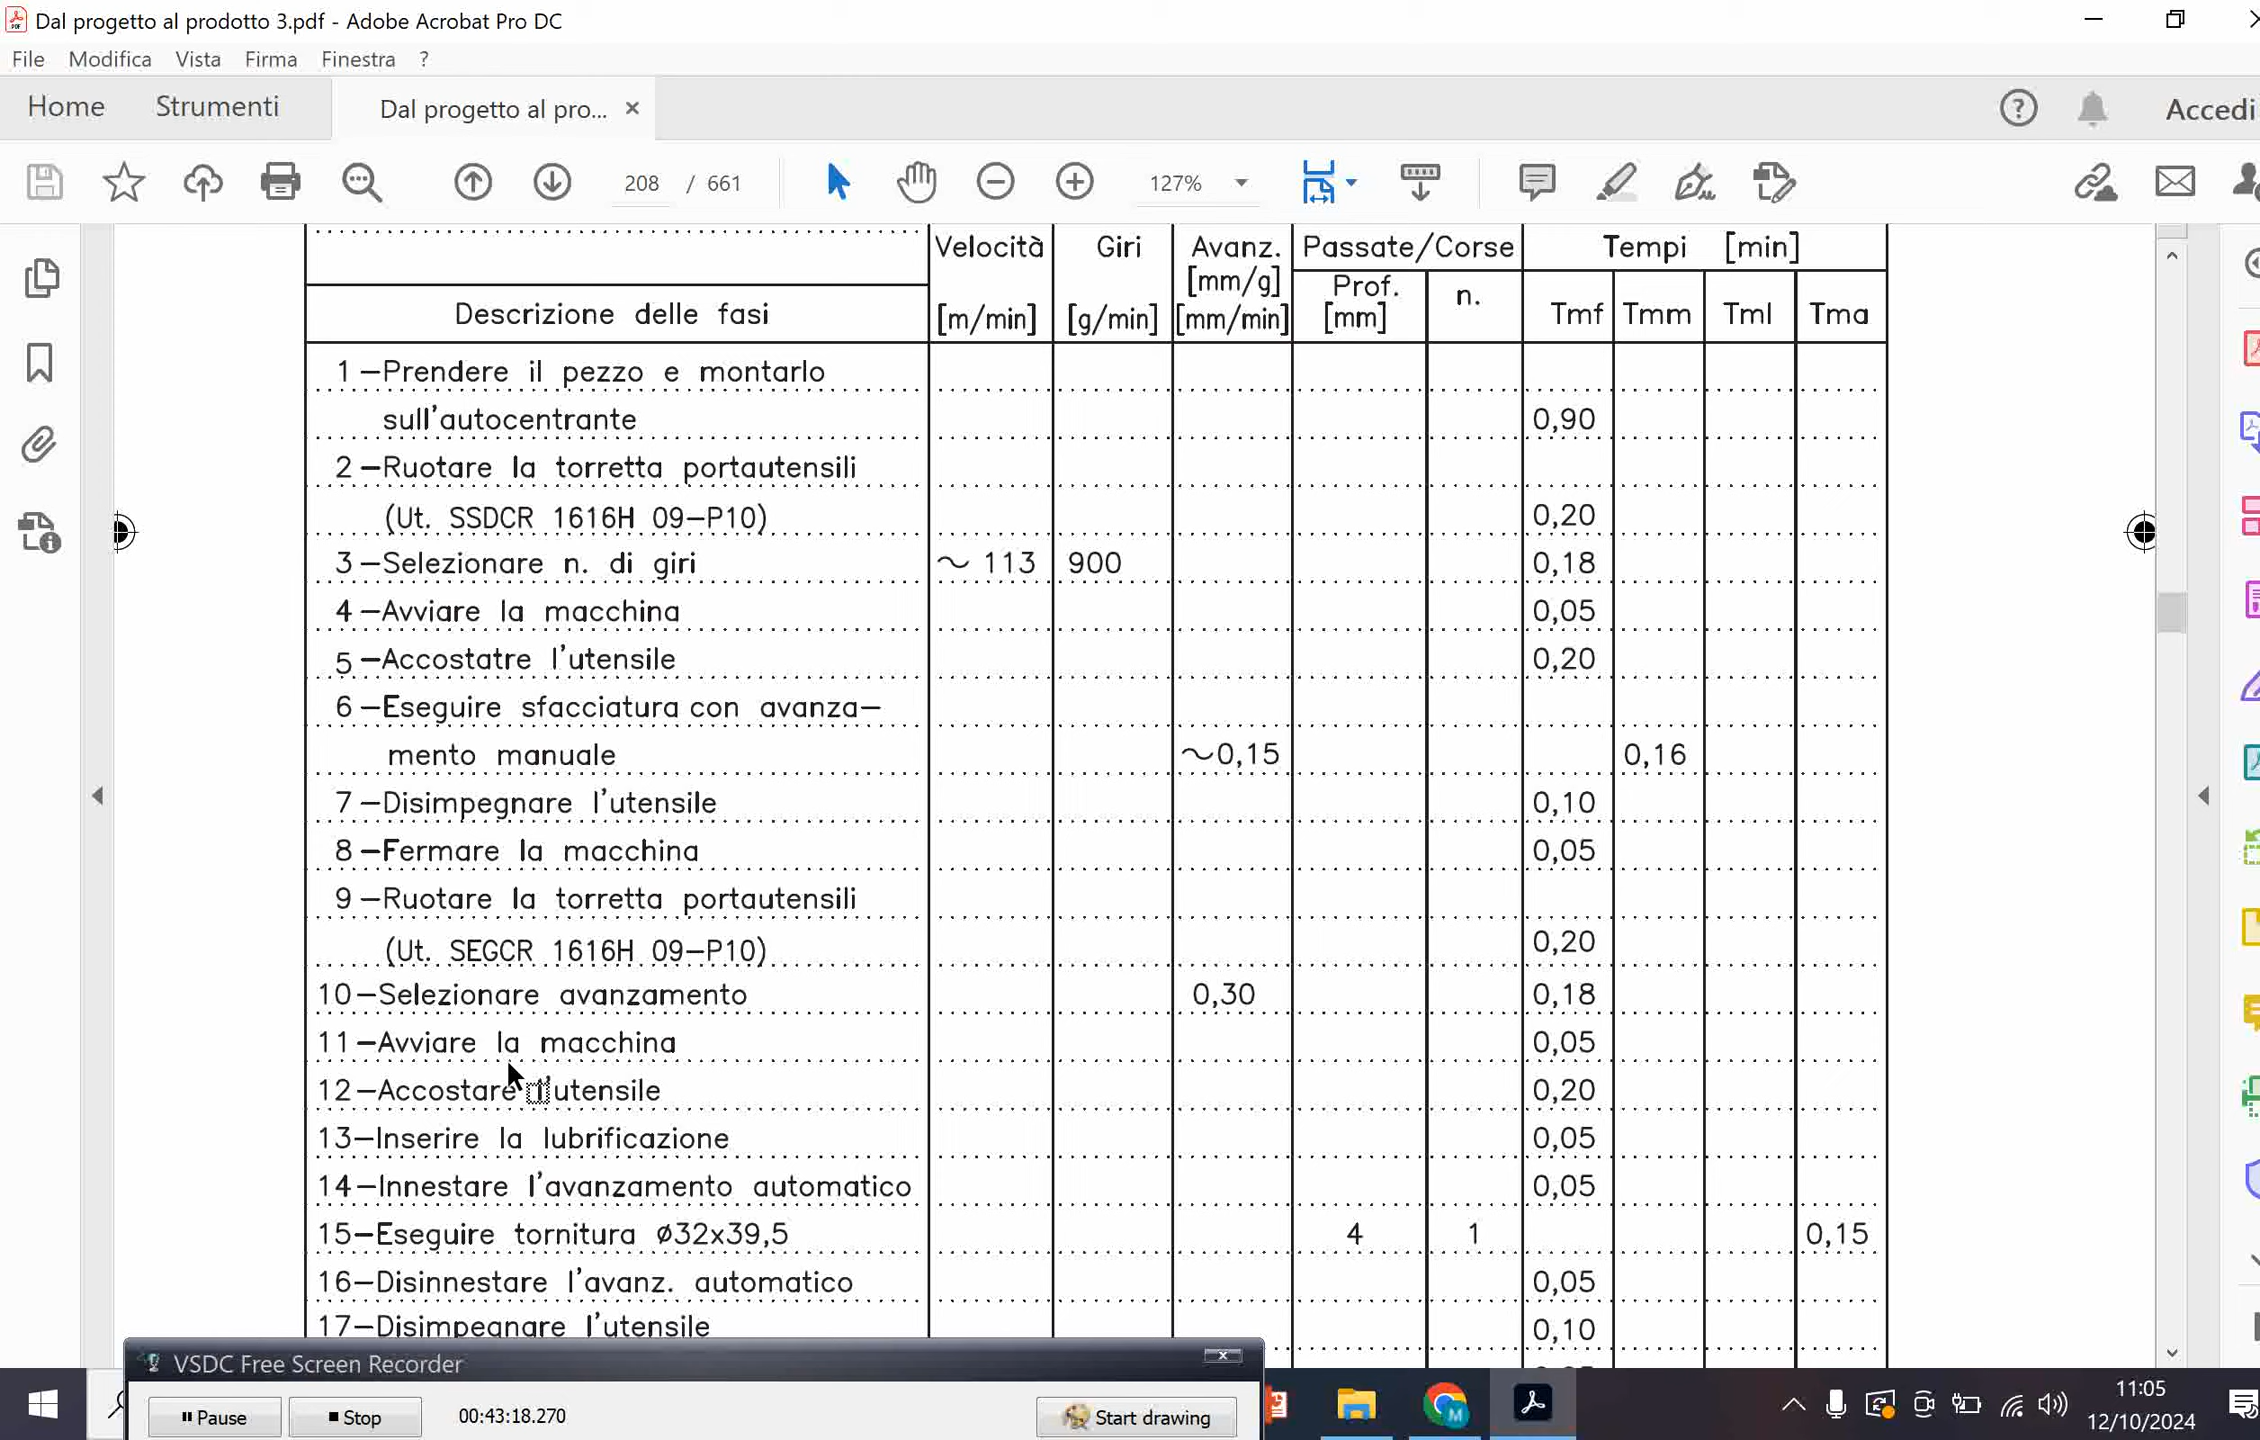 Dal progetto al prodotto 3.pdf - Adobe Acrobat Pro DC
File Modifica Vista Firma Finestra ?
Home Strumenti Dal progetto al pro... × Accedi
208 / 661 127%
Velocità Giri Avanz. Passate/Corse Tempi [min]
[mm/g] Prof. n.
Descrizione delle fasi [m/min] [g/min] [mm/min] [mm] Tmf Tmm Tml Tma
1–Prendere il pezzo e montarlo
sull'autocentrante 0,90
2–Ruotare la torretta portautensili
(Ut. SSDCR 1616H 09–P10) 0,20
3–Selezionare n. di giri ~ 113 900 0,18
4–Avviare la macchina 0,05
5–Accostatre l'utensile 0,20
6–Eseguire sfacciatura con avanza–
mento manuale ~0,15 0,16
7–Disimpegnare l'utensile 0,10
8–Fermare la macchina 0,05
9–Ruotare la torretta portautensili
(Ut. SEGCR 1616H 09–P10) 0,20
10–Selezionare avanzamento 0,30 0,18
11–Avviare la macchina 0,05
12–Accostare l'utensile 0,20
13–Inserire la lubrificazione 0,05
14–Innestare l'avanzamento automatico 0,05
15–Eseguire tornitura ø32x39,5 4 1 0,15
16–Disinnestare l'avanz. automatico 0,05
17–Disimpegnare l'utensile 0,10
VSDC Free Screen Recorder
Pause Stop 00:43:18.270 Start drawing
11:05
12/10/2024